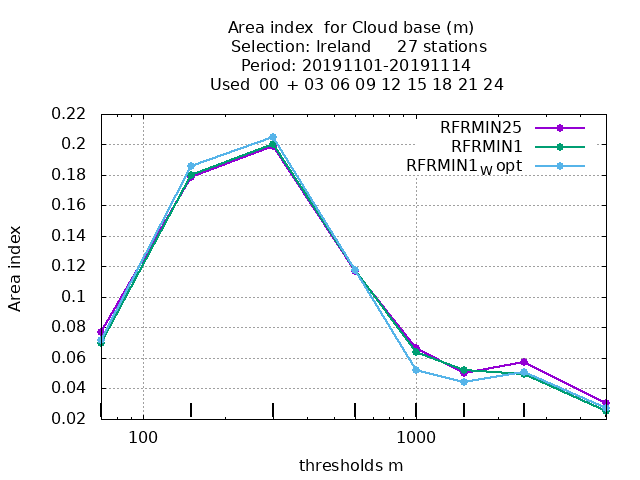 Area index  for Cloud base (m)
Selection: Ireland     27 stations
Period: 20191101-20191114
Used  00 + 03 06 09 12 15 18 21 24
0.22
0.2
0.18
0.16
0.14
0.12
0.1
0.08
0.06
0.04
0.02
Area index
RFRMIN25
RFRMIN1
RFRMIN1W opt
100
1000
thresholds m